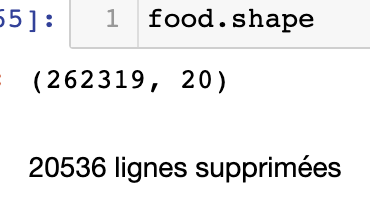 55]: 1 food.shape
: (262319, 20)
20536 lignes supprimées